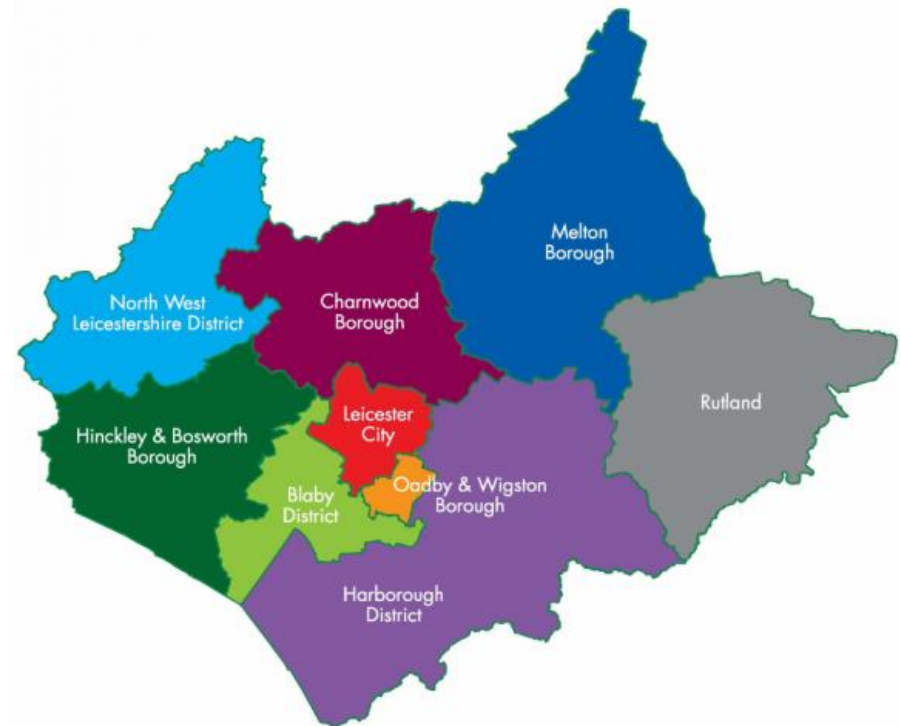 Melton
Borough
North West
Leicestershire District
Charnwood
Borough
Rutland
Leicester
City
Hinckley & Bosworth
Borough
Oadby & Wigston
Borough
Blaby
District
Harborough
District